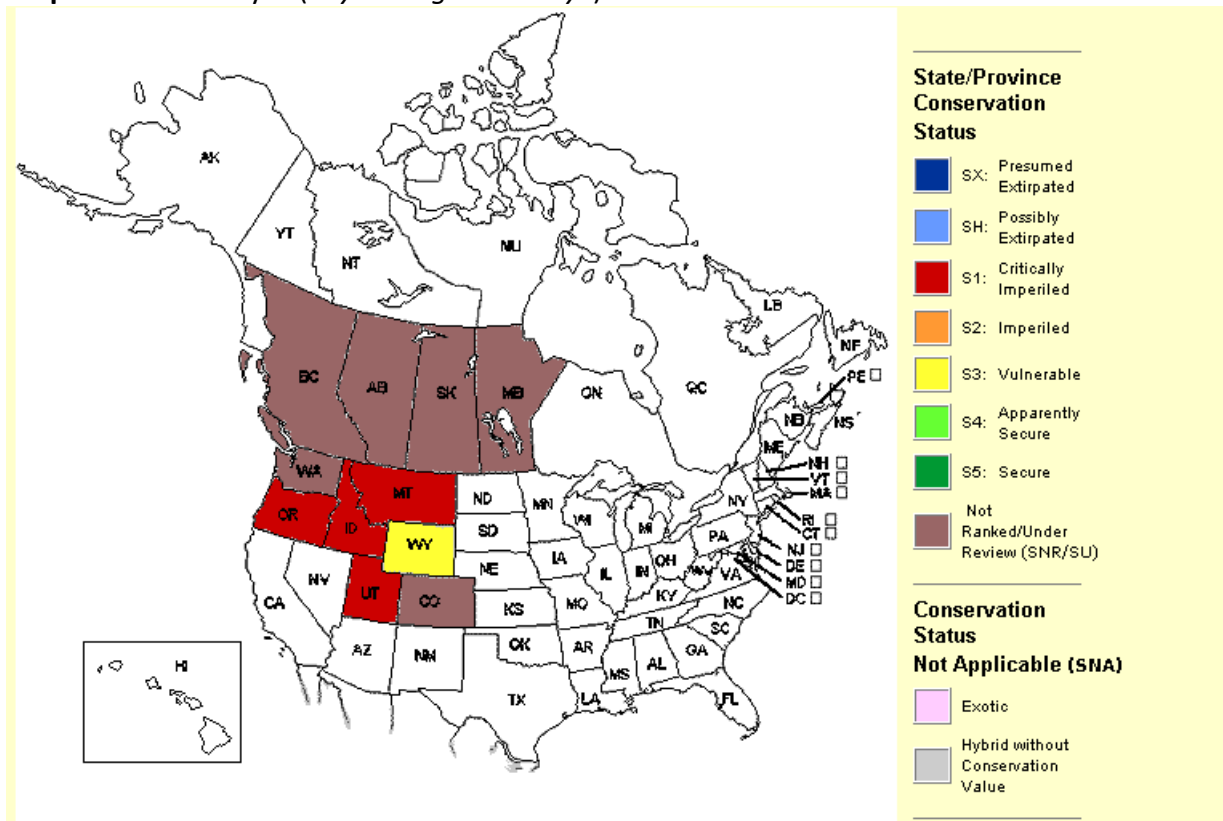 AK
YT
NT
NU
BC
AB
SK
MB
ON
QC
LB
NF
PE
NB
NS
ME
NH
VT
MA
NY
RI
CT
NJ
DE
MD
DC
WA
OR
ID
MT
WY
UT
CO
ND
SD
NE
KS
OK
TX
MN
IA
MO
AR
LA
WI
IL
MI
IN
OH
PA
WV
VA
KY
TN
NC
SC
GA
AL
MS
FL
CA
NV
AZ
NM
HI
State/Province
Conservation
Status
SX: Presumed
Extirpated
SH: Possibly
Extirpated
S1: Critically
Imperiled
S2: Imperiled
S3: Vulnerable
S4: Apparently
Secure
S5: Secure
Not
Ranked/Under
Review (SNR/SU)
Conservation
Status
Not Applicable (SNA)
Exotic
Hybrid without
Conservation
Value